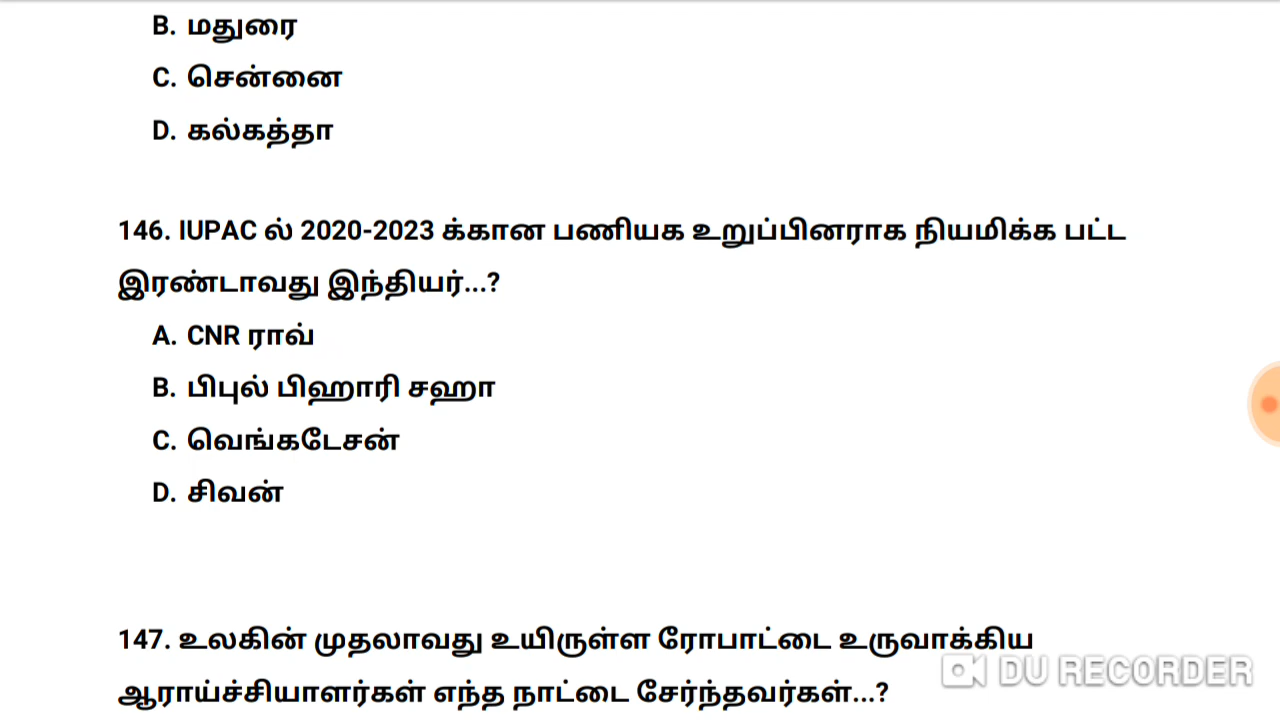 B. மதுரை
C. சென்னை
D. கல்கத்தா
146. IUPAC ல் 2020-2023 க்கான பணியக உறுப்பினராக நியமிக்க பட்ட
இரண்டாவது இந்தியர்...?
A. CNR ராவ்
B. பிபுல் பிஹாரி சஹா
C. வெங்கடேசன்
D. சிவன்
147. உலகின் முதலாவது உயிருள்ள ரோபாட்டை உருவாக்கிய
ஆராய்ச்சியாளர்கள் எந்த நாட்டை சேர்ந்தவர்கள்...?
DU RECORDER